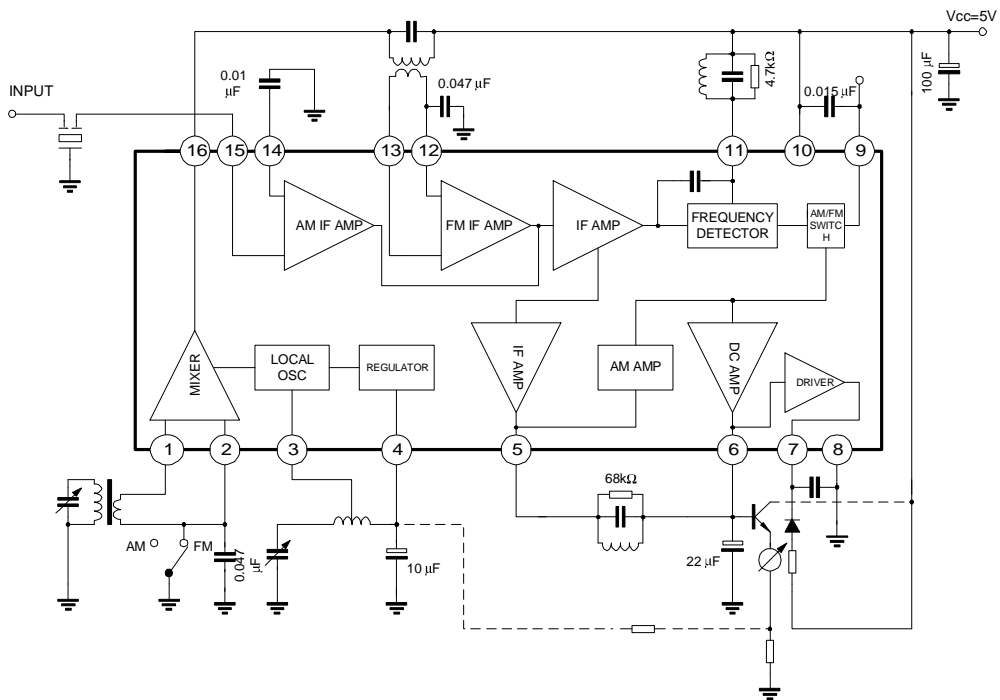 Vcc=5V
0.01
μF
0.047 μF
4.7kΩ
0.015 μF
100 μF
INPUT
16
15
14
13
12
11
10
9
AM IF AMP
FM IF AMP
IF AMP
FREQUENCY
DETECTOR
AM/FM
SWITC
H
MIXER
LOCAL
OSC
REGULATOR
IF AMP
AM AMP
DC AMP
DRIVER
1
2
3
4
5
6
7
8
68kΩ
AM
FM
0.047
μF
10 μF
22 μF